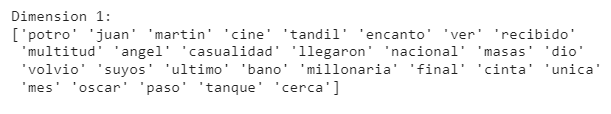 Dimension 1:
['potro' 'juan' 'martin' 'cine' 'tandil' 'encanto' 'ver' 'recibido'
 'multitud' 'angel' 'casualidad' 'llegaron' 'nacional' 'masas' 'dio'
 'volvio' 'suyos' 'ultimo' 'bano' 'millonaria' 'final' 'cinta' 'unica'
 'mes' 'oscar' 'paso' 'tanque' 'cerca']